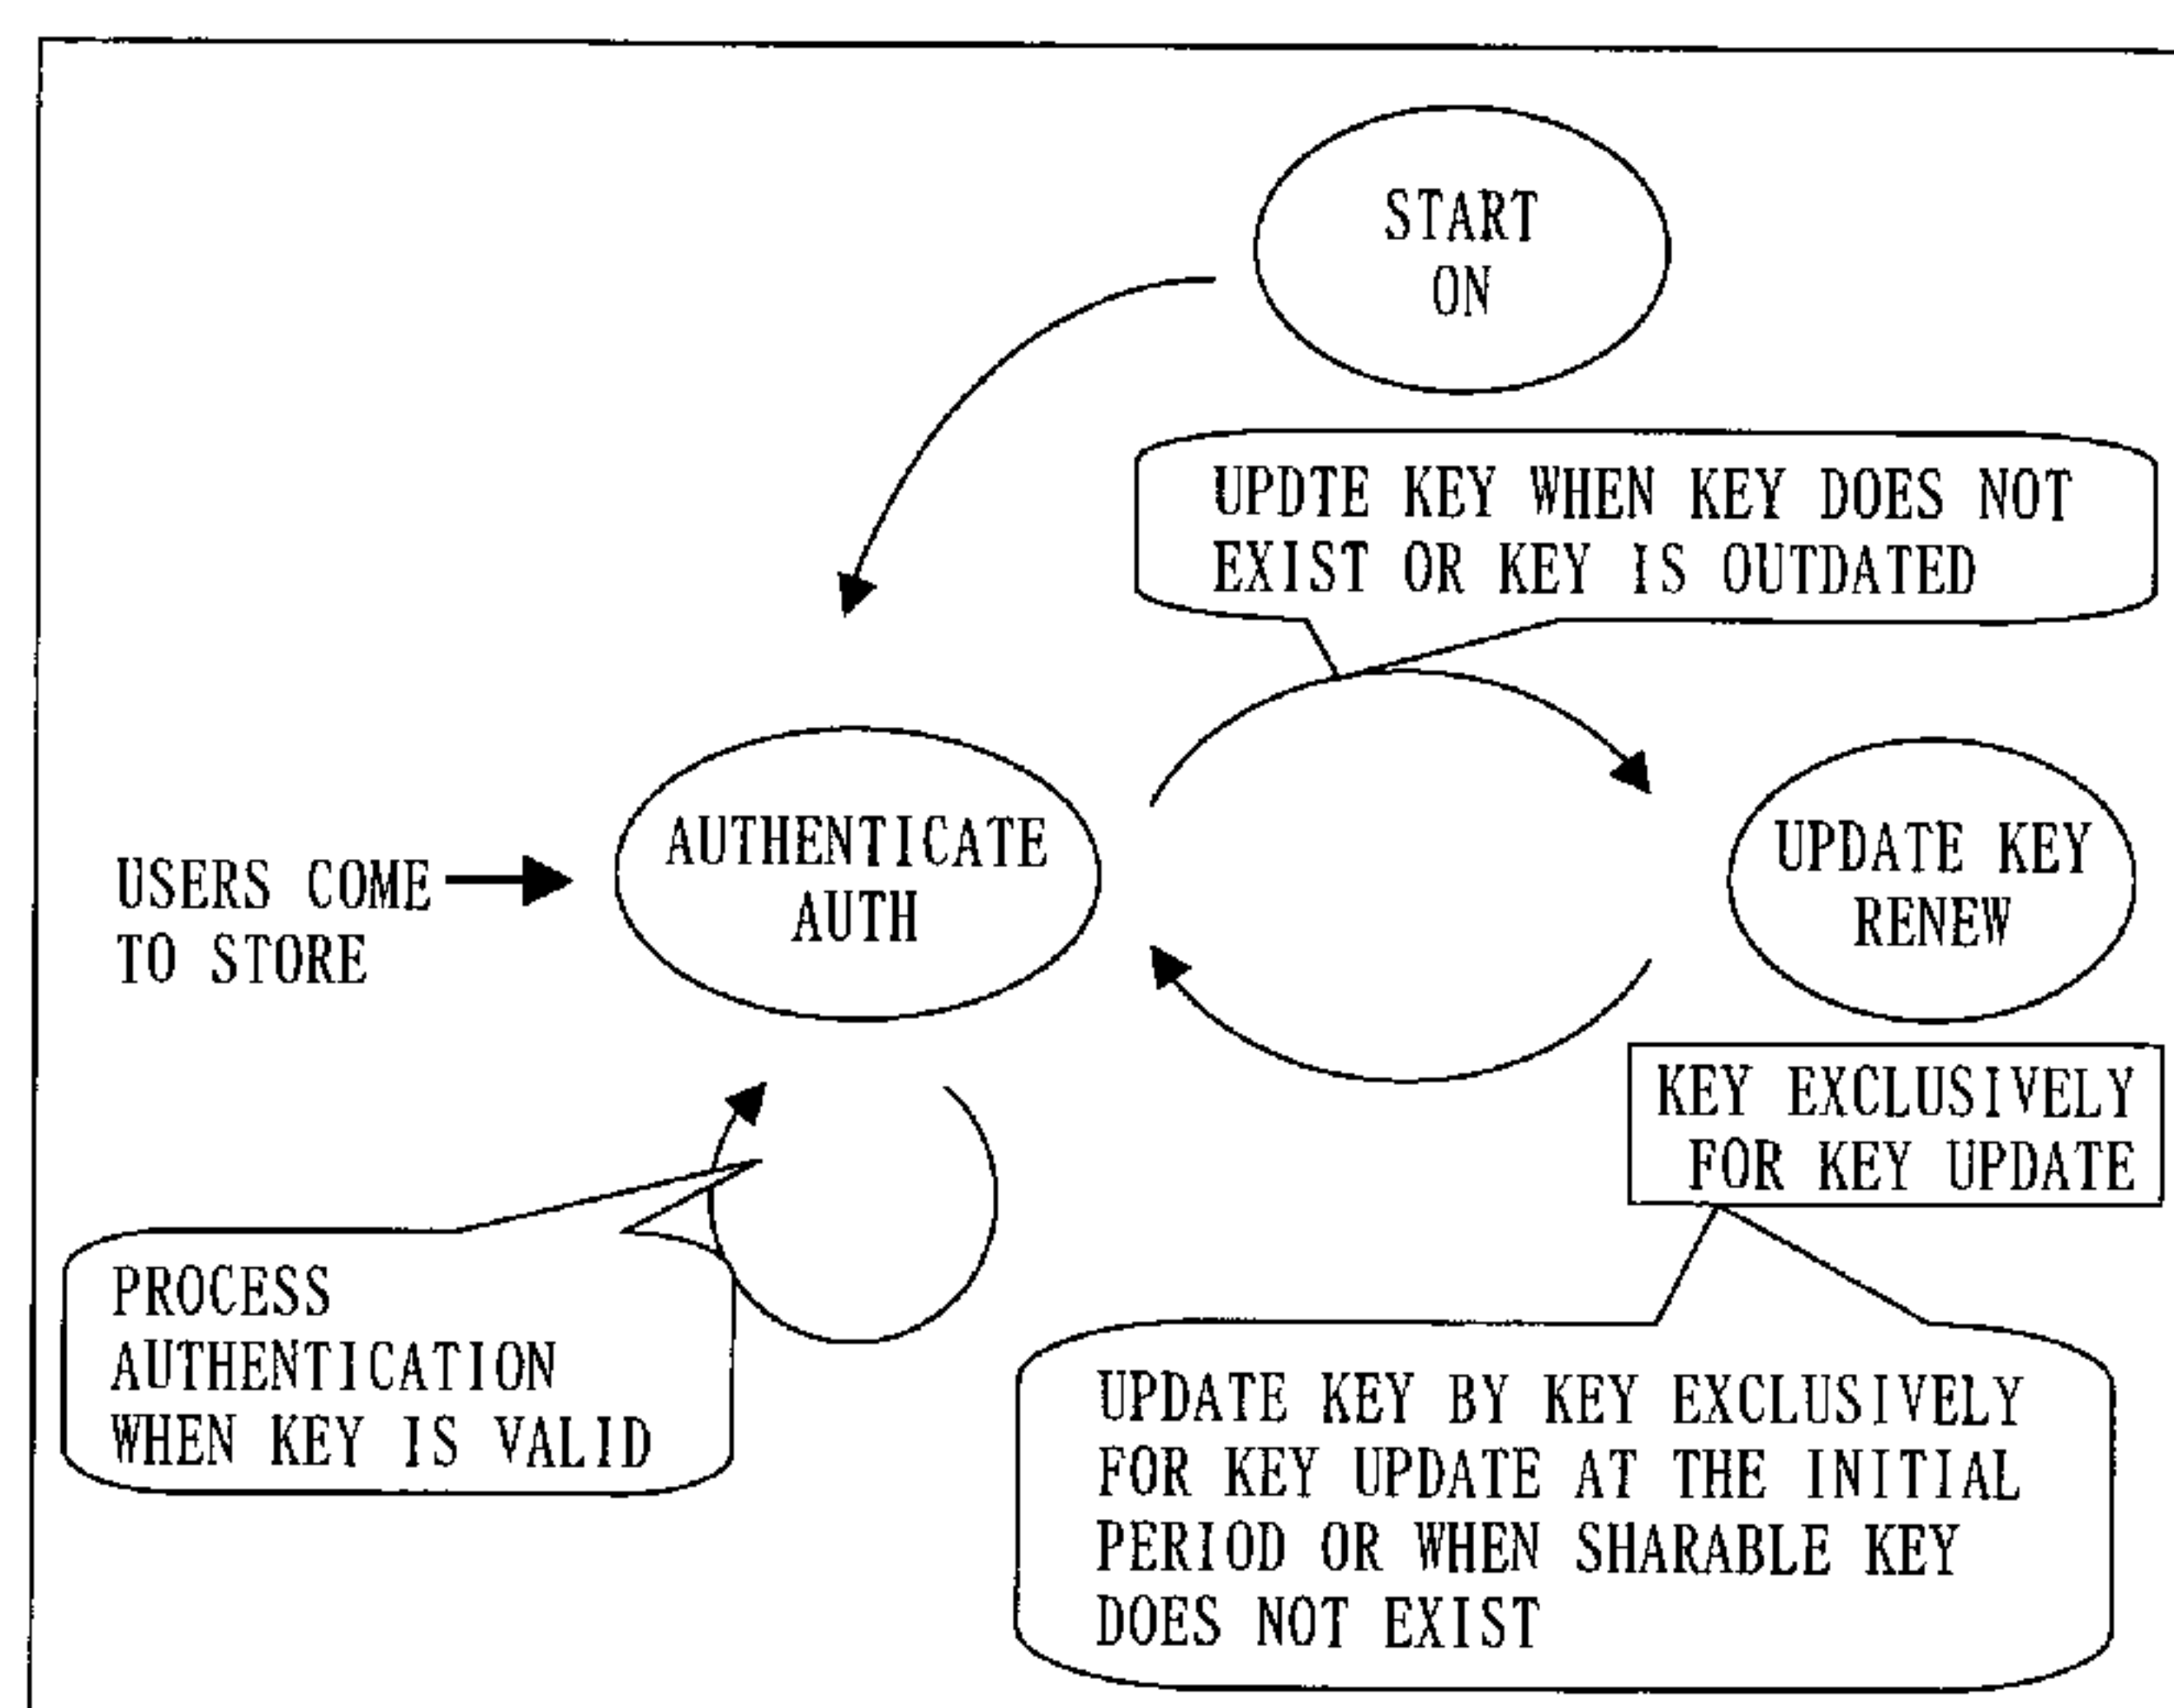 START
ON
UPDTE KEY WHEN KEY DOES NOT
EXIST OR KEY IS OUTDATED
AUTHENTICATE
AUTH
UPDATE KEY
RENEW
USERS COME
TO STORE
KEY EXCLUSIVELY
FOR KEY UPDATE
PROCESS
AUTHENTICATION
WHEN KEY IS VALID
UPDATE KEY BY KEY EXCLUSIVELY
FOR KEY UPDATE AT THE INITIAL
PERIOD OR WHEN SHARABLE KEY
DOES NOT EXIST